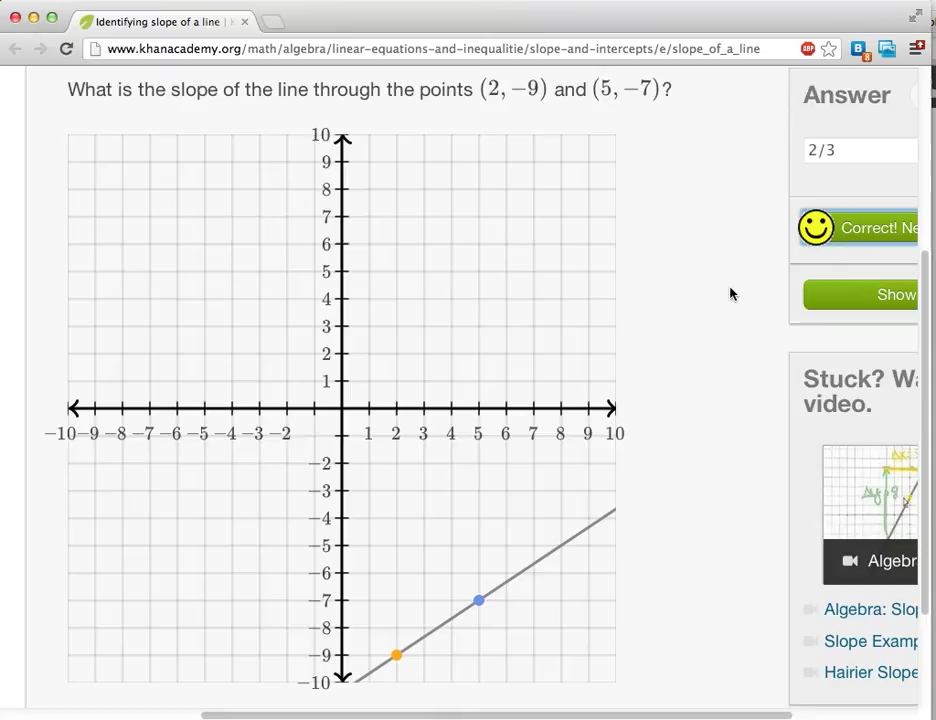 Identifying slope of a line |
www.khanacademy.org/math/algebra/linear-equations-and-inequalitie/slope-and-intercepts/e/slope_of_a_line
ABP
B
8
What is the slope of the line through the points (2, −9) and (5, −7)?
Answer
2/3
Correct! Ne
Show
Stuck? Wa
video.
Algebr
Algebra: Slop
Slope Examp
Hairier Slope
10
9
8
7
6
5
4
3
2
1
−10 −9 −8 −7 −6 −5 −4 −3 −2 1 2 3 4 5 6 7 8 9 10
−2
−3
−4
−5
−6
−7
−8
−9
−10